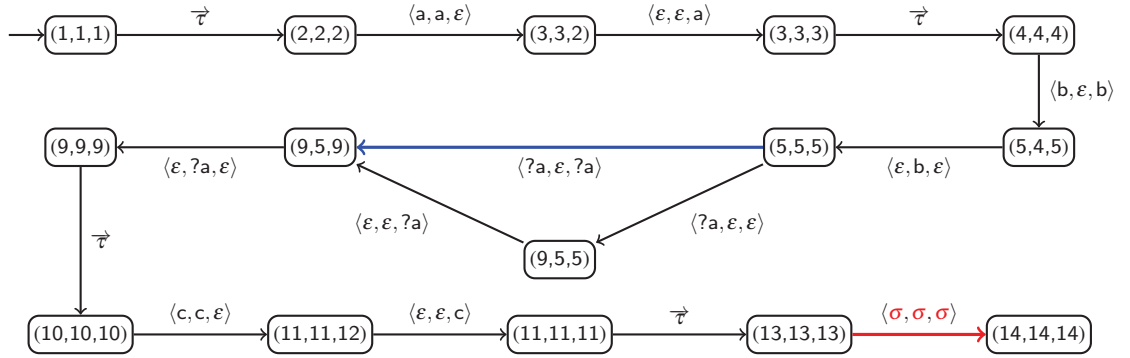 τ⃗ ⟨a, a, ε⟩ ⟨ε, ε, a⟩ τ⃗
(1,1,1) (2,2,2) (3,3,2) (3,3,3) (4,4,4)
⟨b, ε, b⟩
(9,9,9) (9,5,9) (5,5,5) (5,4,5)
⟨ε, ?a, ε⟩ ⟨?a, ε, ?a⟩ ⟨ε, b, ε⟩
⟨ε, ε, ?a⟩ ⟨?a, ε, ε⟩
τ⃗
(9,5,5)
⟨c, c, ε⟩ ⟨ε, ε, c⟩ τ⃗ ⟨σ, σ, σ⟩
(10,10,10) (11,11,12) (11,11,11) (13,13,13) (14,14,14)